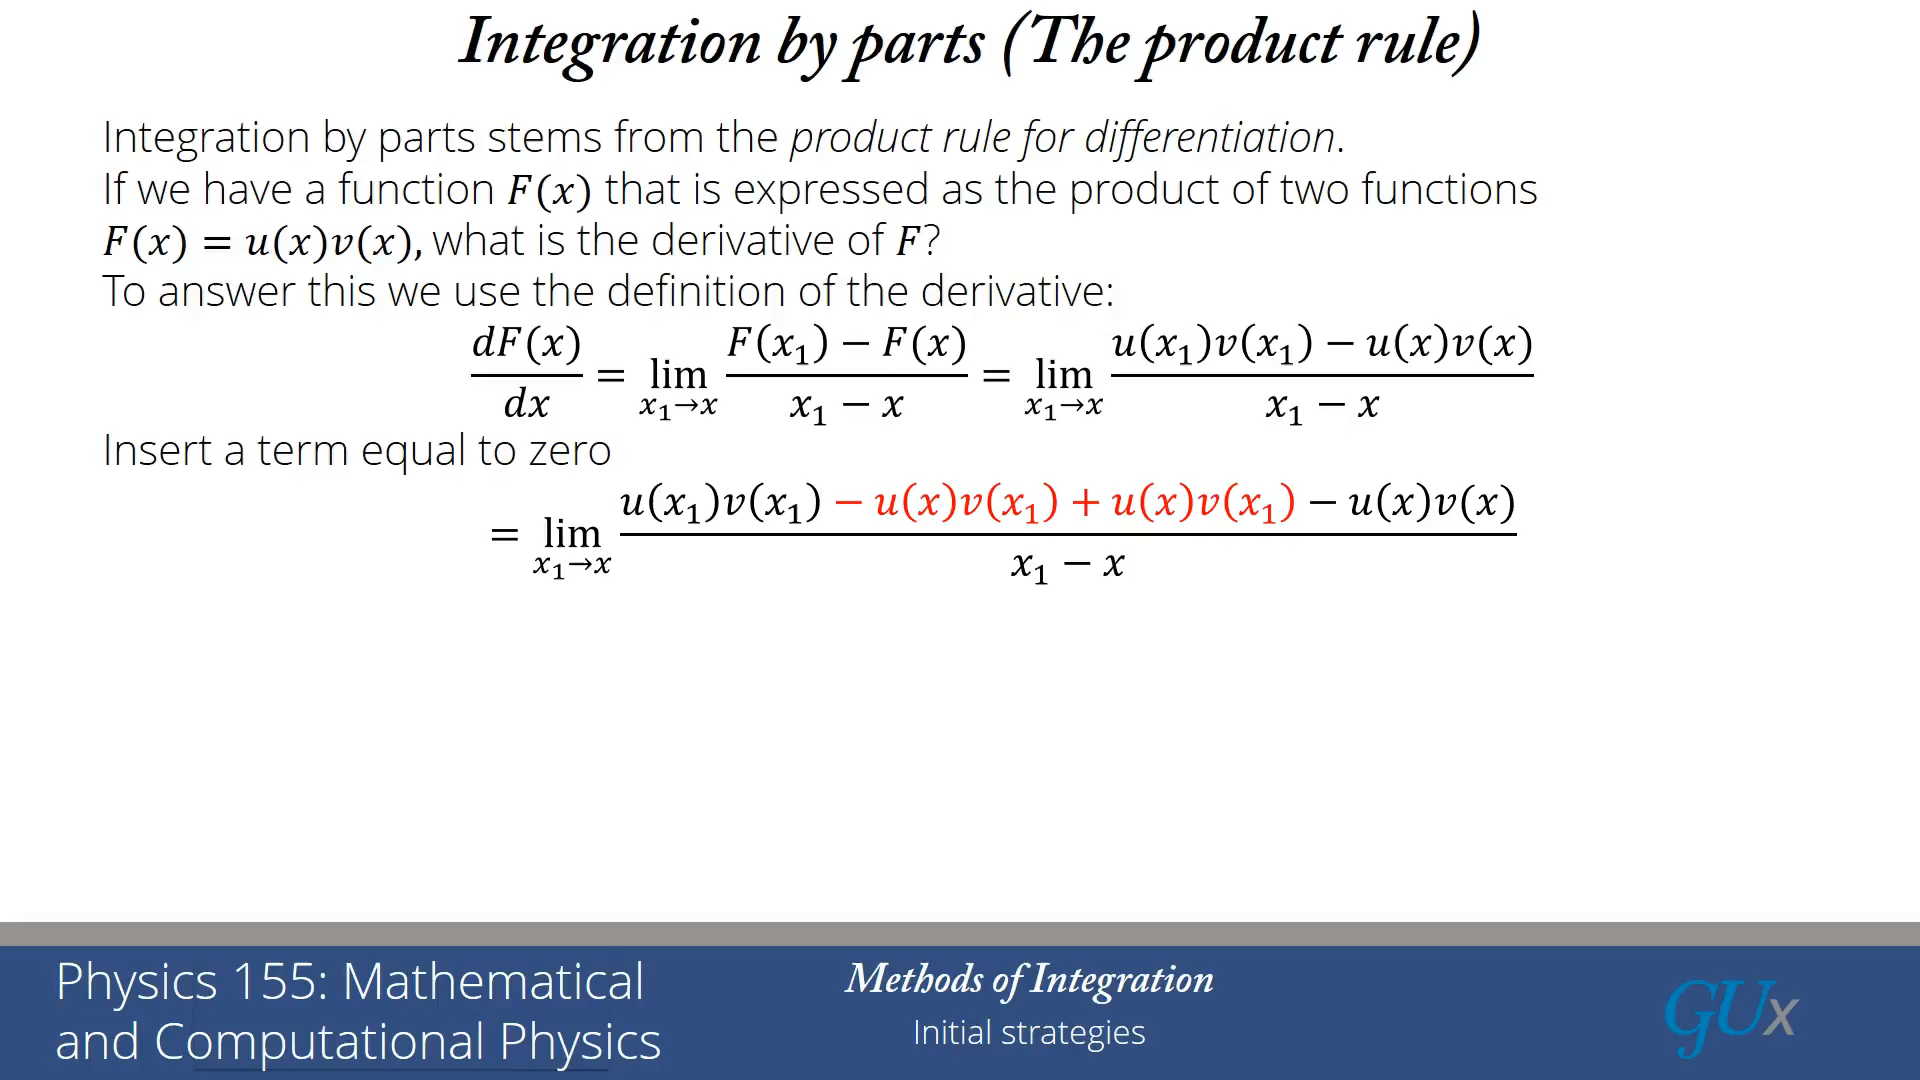 Integration by parts (The product rule)
Integration by parts stems from the product rule for differentiation.
If we have a function F(x) that is expressed as the product of two functions
F(x) = u(x)v(x), what is the derivative of F?
To answer this we use the definition of the derivative:
dF(x)/dx = lim x₁→x (F(x₁) − F(x))/(x₁ − x) = lim x₁→x (u(x₁)v(x₁) − u(x)v(x))/(x₁ − x)
Insert a term equal to zero
= lim x₁→x (u(x₁)v(x₁) − u(x)v(x₁) + u(x)v(x₁) − u(x)v(x))/(x₁ − x)
Physics 155: Mathematical
and Computational Physics
Methods of Integration
Initial strategies
GUx